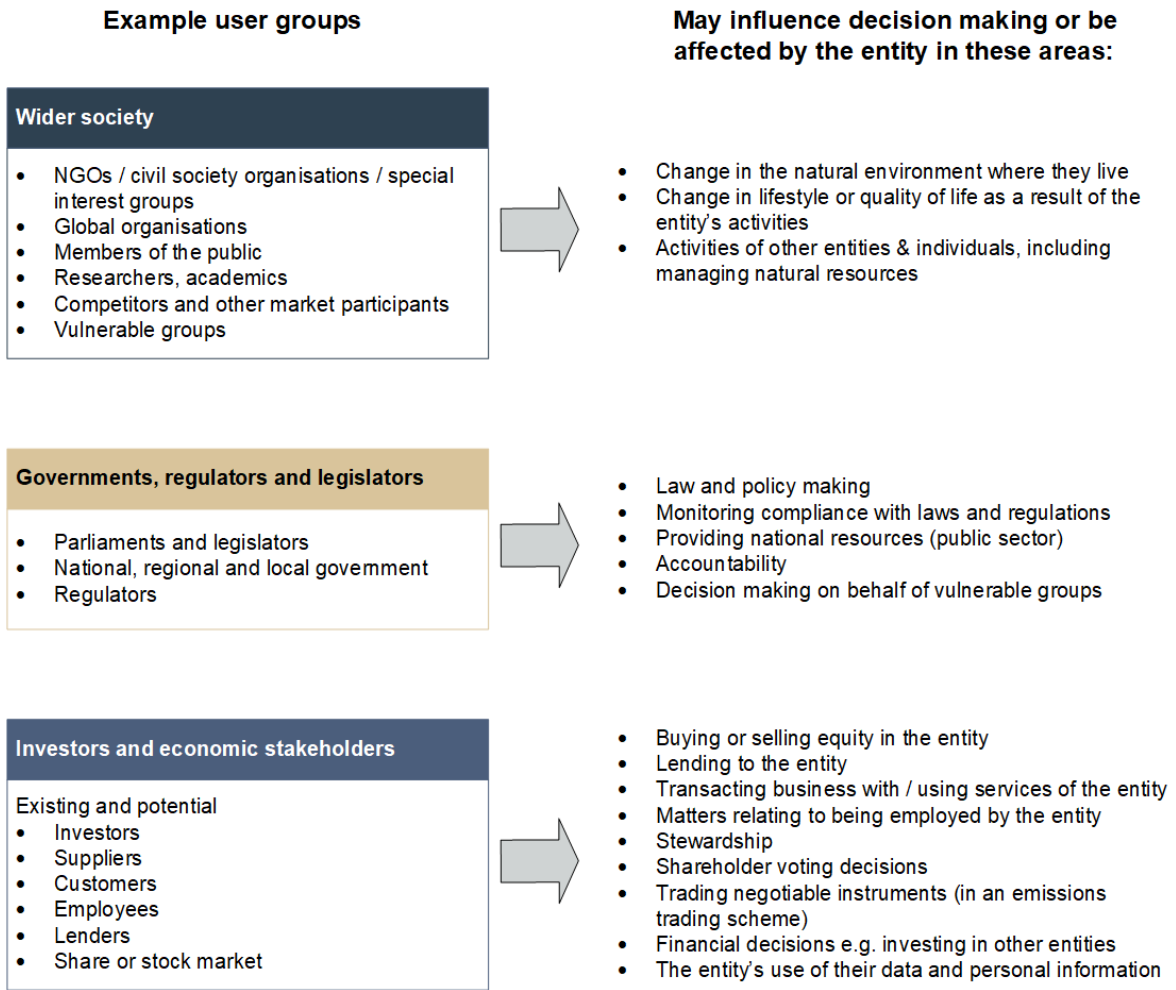 Example user groups
May influence decision making or be
affected by the entity in these areas:
Wider society
• NGOs / civil society organisations / special
interest groups
• Global organisations
• Members of the public
• Researchers, academics
• Competitors and other market participants
• Vulnerable groups
• Change in the natural environment where they live
• Change in lifestyle or quality of life as a result of the
entity's activities
• Activities of other entities & individuals, including
managing natural resources
Governments, regulators and legislators
• Parliaments and legislators
• National, regional and local government
• Regulators
• Law and policy making
• Monitoring compliance with laws and regulations
• Providing national resources (public sector)
• Accountability
• Decision making on behalf of vulnerable groups
Investors and economic stakeholders
Existing and potential
• Investors
• Suppliers
• Customers
• Employees
• Lenders
• Share or stock market
• Buying or selling equity in the entity
• Lending to the entity
• Transacting business with / using services of the entity
• Matters relating to being employed by the entity
• Stewardship
• Shareholder voting decisions
• Trading negotiable instruments (in an emissions
trading scheme)
• Financial decisions e.g. investing in other entities
• The entity's use of their data and personal information